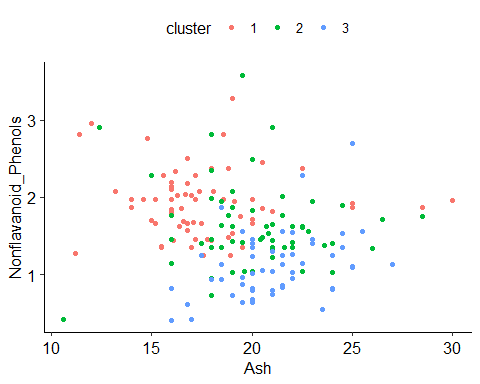 cluster 1 2 3
Nonflavanoid_Phenols
3
2
1
10 15 20 25 30
Ash